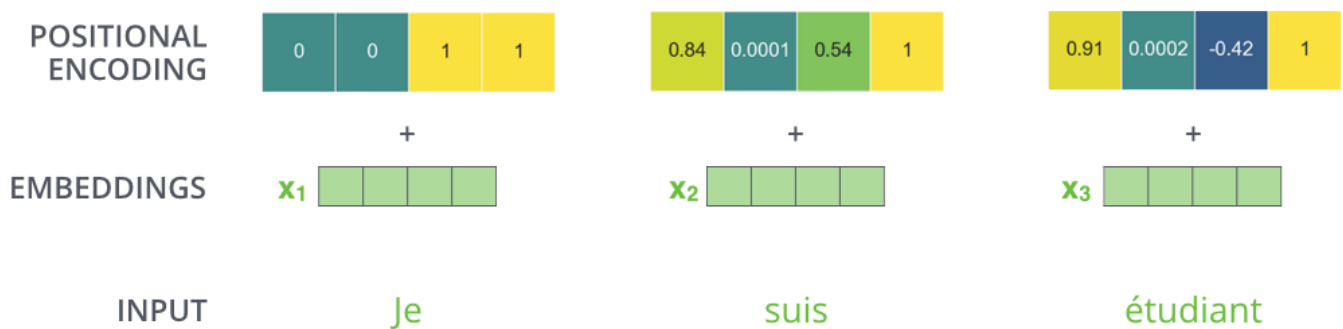 POSITIONAL
ENCODING
0 0 1 1
0.84 0.0001 0.54 1
0.91 0.0002 -0.42 1
+ + +
EMBEDDINGS
x1
x2
x3
INPUT
Je
suis
étudiant